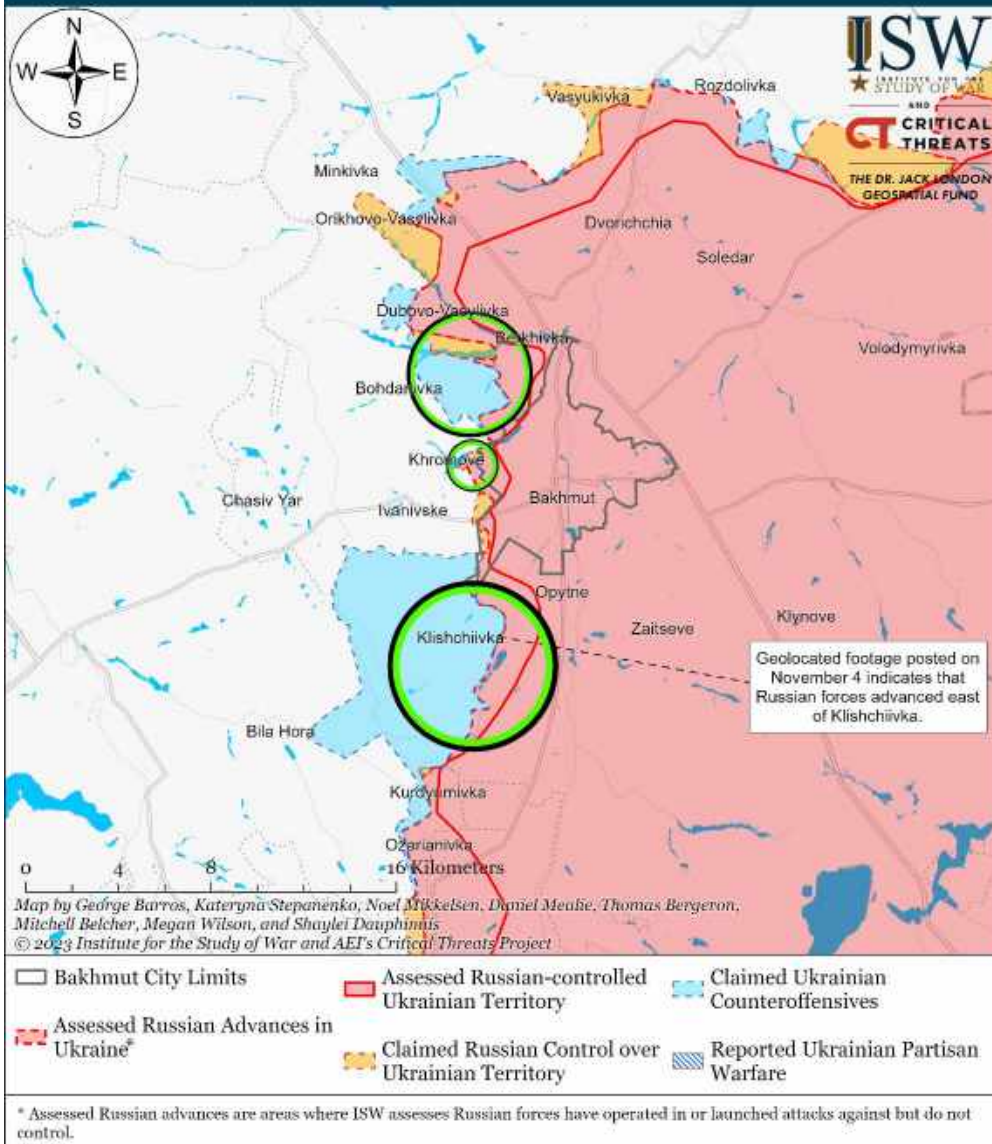 N
W E
S
ISW
INSTITUTE FOR THE
STUDY OF WAR
AND
CT CRITICAL
THREATS
THE DR. JACK LONDON
GEOSPATIAL FUND
Vasyukivka
Rozdolivka
Minkivka
Orikhovo-Vasylivka
Dvorichchia
Soledar
Dubovo-Vasylivka
Berkhivka
Volodymyrivka
Bohdanivka
Khromove
Chasiv Yar
Ivanivske
Bakhmut
Opytne
Klishchiivka
Zaitseve
Klynove
Geolocated footage posted on
November 4 indicates that
Russian forces advanced east
of Klishchiivka.
Bila Hora
Kurdyumivka
Ozarianivka
0 4 8 16 Kilometers
Map by George Barros, Kateryna Stepanenko, Noel Mikkelsen, Daniel Mealie, Thomas Bergeron,
Mitchell Belcher, Megan Wilson, and Shaylei Dauphinais
© 2023 Institute for the Study of War and AEI's Critical Threats Project
Bakhmut City Limits
Assessed Russian Advances in
Ukraine*
Assessed Russian-controlled
Ukrainian Territory
Claimed Russian Control over
Ukrainian Territory
Claimed Ukrainian
Counteroffensives
Reported Ukrainian Partisan
Warfare
* Assessed Russian advances are areas where ISW assesses Russian forces have operated in or launched attacks against but do not
control.